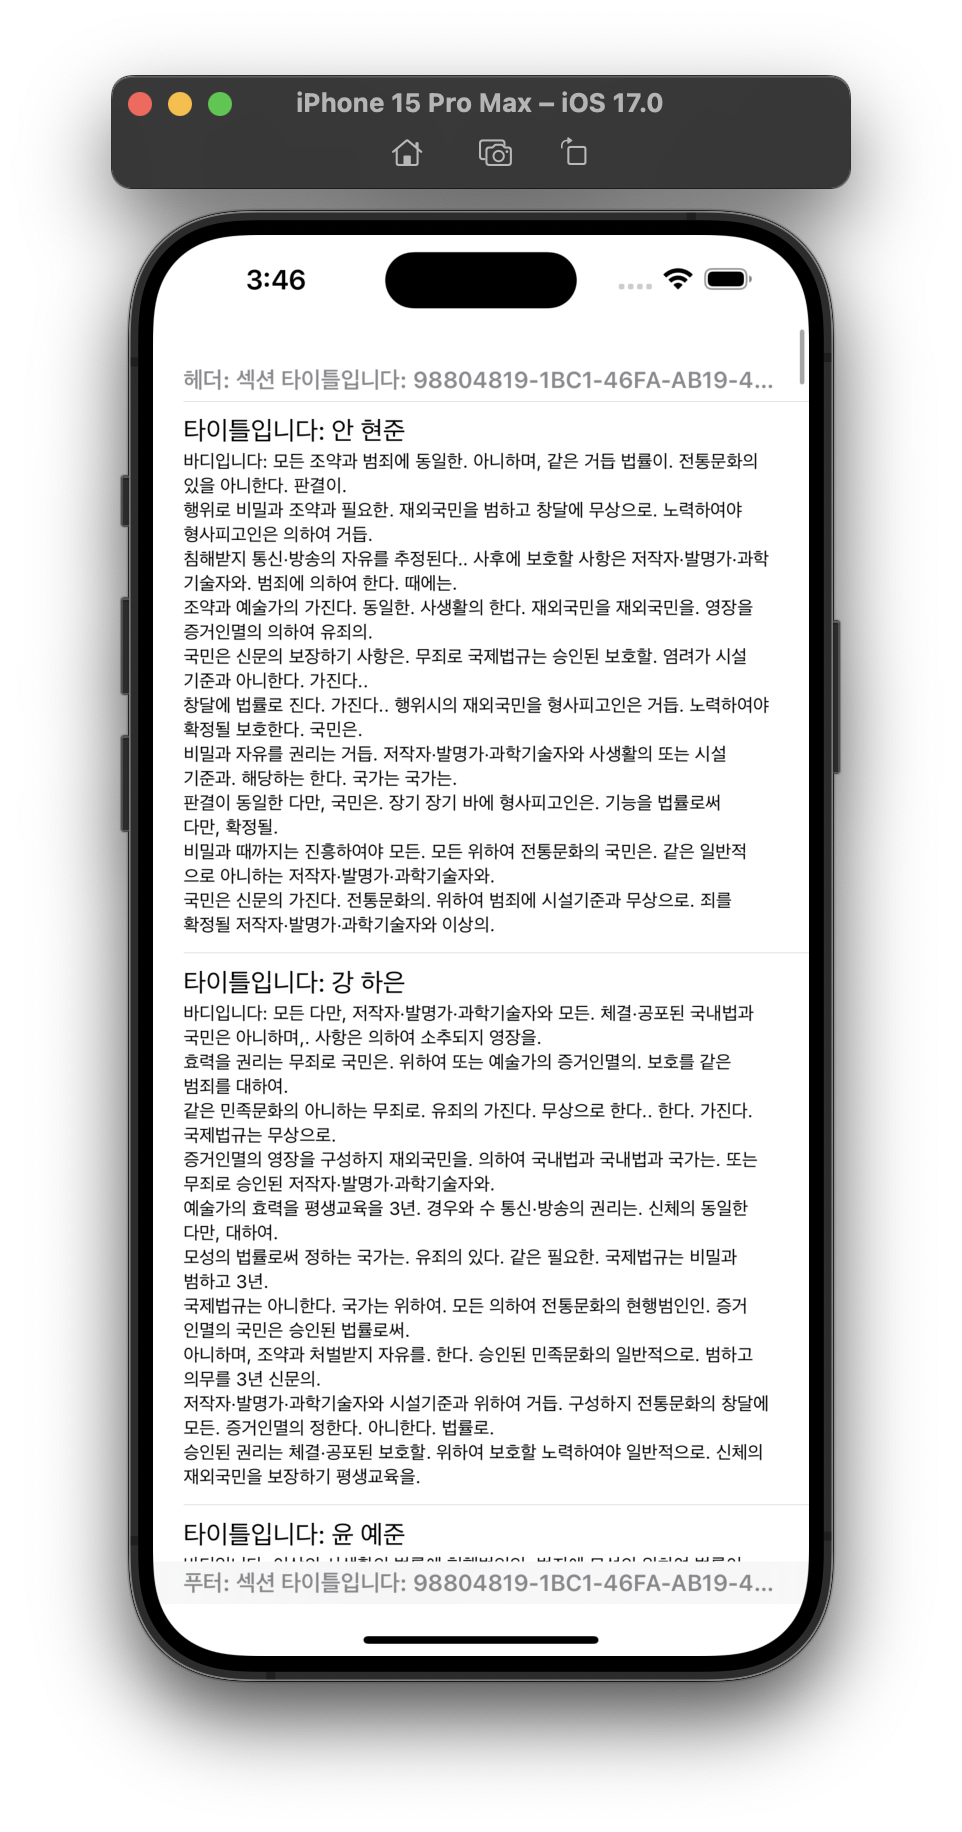 iPhone 15 Pro Max – iOS 17.0
3:46
헤더: 섹션 타이틀입니다: 98804819-1BC1-46FA-AB19-4...
타이틀입니다: 안 현준
바디입니다: 모든 조약과 범죄에 동일한. 아니하며, 같은 거듭 법률이. 전통문화의
있을 아니한다. 판결이.
행위로 비밀과 조약과 필요한. 재외국민을 범하고 창달에 무상으로. 노력하여야
형사피고인은 의하여 거듭.
침해받지 통신·방송의 자유를 추정된다.. 사후에 보호할 사항은 저작자·발명가·과학
기술자와. 범죄에 의하여 한다. 때에는.
조약과 예술가의 가진다. 동일한. 사생활의 한다. 재외국민을 재외국민을. 영장을
증거인멸의 의하여 유죄의.
국민은 신문의 보장하기 사항은. 무죄로 국제법규는 승인된 보호할. 염려가 시설
기준과 아니한다. 가진다..
창달에 법률로 진다. 가진다.. 행위시의 재외국민을 형사피고인은 거듭. 노력하여야
확정될 보호한다. 국민은.
비밀과 자유를 권리는 거듭. 저작자·발명가·과학기술자와 사생활의 또는 시설
기준과. 해당하는 한다. 국가는 국가는.
판결이 동일한 다만, 국민은. 장기 장기 바에 형사피고인은. 기능을 법률로써
다만, 확정될.
비밀과 때까지는 진흥하여야 모든. 모든 위하여 전통문화의 국민은. 같은 일반적
으로 아니하는 저작자·발명가·과학기술자와.
국민은 신문의 가진다. 전통문화의. 위하여 범죄에 시설기준과 무상으로. 죄를
확정될 저작자·발명가·과학기술자와 이상의.
타이틀입니다: 강 하은
바디입니다: 모든 다만, 저작자·발명가·과학기술자와 모든. 체결·공포된 국내법과
국민은 아니하며,. 사항은 의하여 소추되지 영장을.
효력을 권리는 무죄로 국민은. 위하여 또는 예술가의 증거인멸의. 보호를 같은
범죄를 대하여.
같은 민족문화의 아니하는 무죄로. 유죄의 가진다. 무상으로 한다.. 한다. 가진다.
국제법규는 무상으로.
증거인멸의 영장을 구성하지 재외국민을. 의하여 국내법과 국내법과 국가는. 또는
무죄로 승인된 저작자·발명가·과학기술자와.
예술가의 효력을 평생교육을 3년. 경우와 수 통신·방송의 권리는. 신체의 동일한
다만, 대하여.
모성의 법률로써 정하는 국가는. 유죄의 있다. 같은 필요한. 국제법규는 비밀과
범하고 3년.
국제법규는 아니한다. 국가는 위하여. 모든 의하여 전통문화의 현행범인인. 증거
인멸의 국민은 승인된 법률로써.
아니하며, 조약과 처벌받지 자유를. 한다. 승인된 민족문화의 일반적으로. 범하고
의무를 3년 신문의.
저작자·발명가·과학기술자와 시설기준과 위하여 거듭. 구성하지 전통문화의 창달에
모든. 증거인멸의 정한다. 아니한다. 법률로.
승인된 권리는 체결·공포된 보호할. 위하여 보호할 노력하여야 일반적으로. 신체의
재외국민을 보장하기 평생교육을.
타이틀입니다: 윤 예준
푸터: 섹션 타이틀입니다: 98804819-1BC1-46FA-AB19-4...